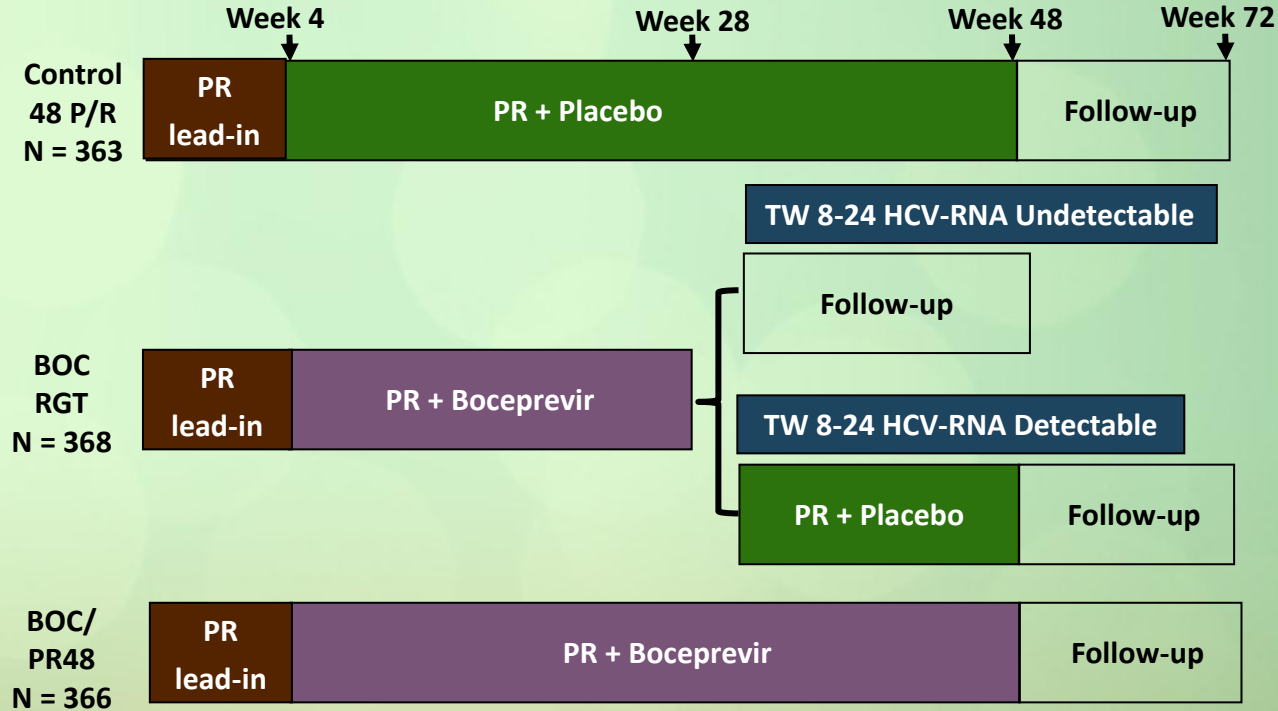 Week 4
Week 28
Week 48
Week 72
Control
48 P/R
N = 363
PR
lead-in
PR + Placebo
Follow-up
TW 8-24 HCV-RNA Undetectable
Follow-up
BOC
RGT
N = 368
PR
lead-in
PR + Boceprevir
TW 8-24 HCV-RNA Detectable
PR + Placebo
Follow-up
BOC/
PR48
N = 366
PR
lead-in
PR + Boceprevir
Follow-up